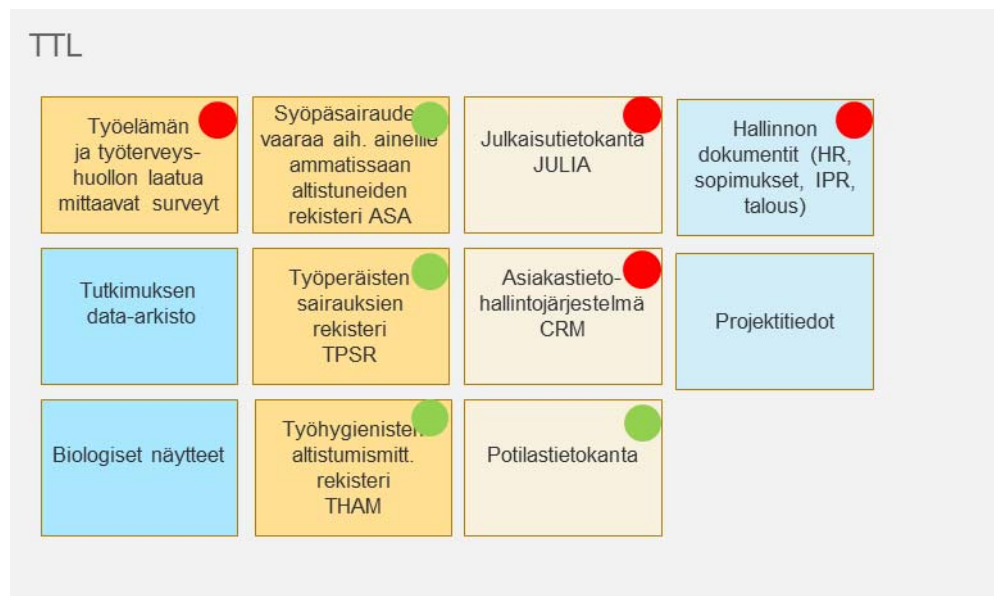 TTL
Työelämän
ja työterveys-
huollon laatua
mittaavat surveyt
Syöpäsairaude
vaaraa aih. aineille
ammatissaan
altistuneiden
rekisteri ASA
Julkaisutietokanta
JULIA
Hallinnon
dokumentit (HR,
sopimukset, IPR,
talous)
Tutkimuksen
data-arkisto
Työperäisten
sairauksien
rekisteri
TPSR
Asiakastieto-
hallintojärjestelmä
CRM
Projektitiedot
Biologiset näytteet
Työhygienisten
altistumismitt.
rekisteri
THAM
Potilastietokanta